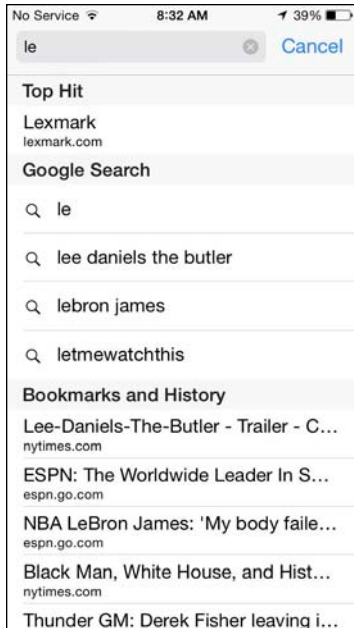 No Service 8:32 AM 39%
le Cancel
Top Hit
Lexmark
lexmark.com
Google Search
le
lee daniels the butler
lebron james
letmewatchthis
Bookmarks and History
Lee-Daniels-The-Butler - Trailer - C...
nytimes.com
ESPN: The Worldwide Leader In S...
espn.go.com
NBA LeBron James: 'My body faile...
espn.go.com
Black Man, White House, and Hist...
nytimes.com
Thunder GM: Derek Fisher leaving i...